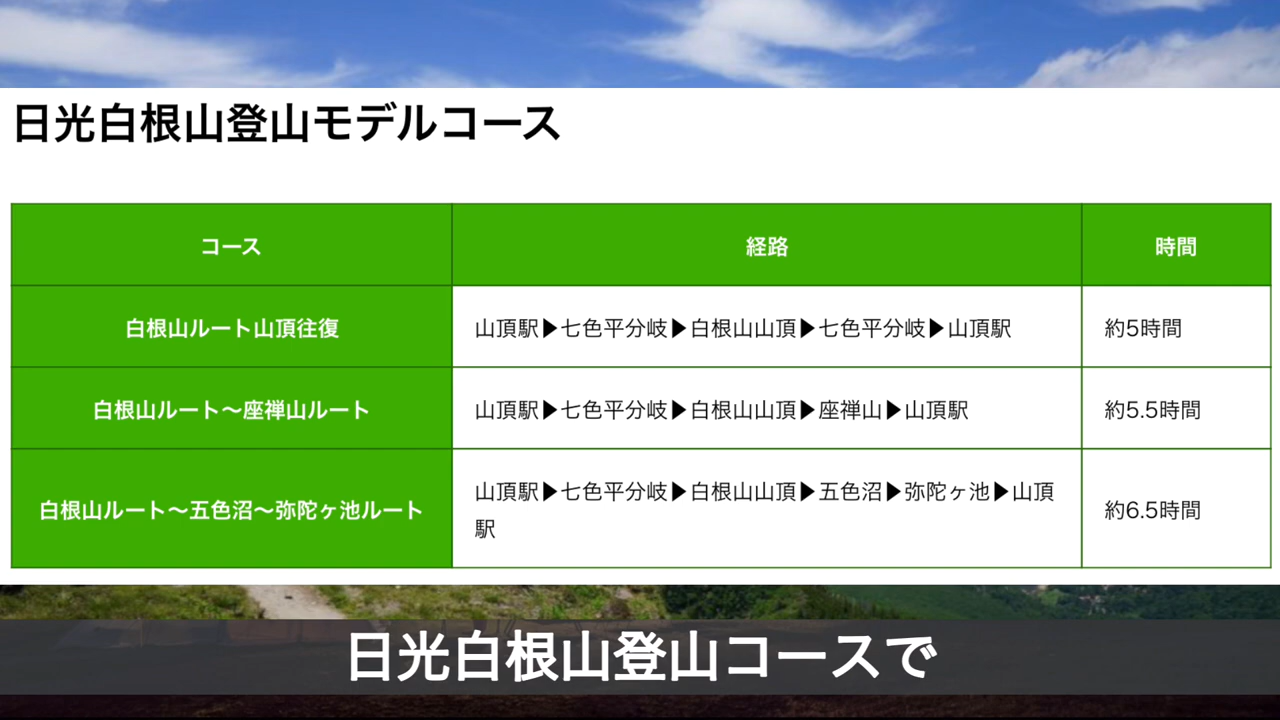 日光白根山登山モデルコース
コース 経路 時間
白根山ルート山頂往復 山頂駅▶七色平分岐▶白根山山頂▶七色平分岐▶山頂駅 約5時間
白根山ルート〜座禅山ルート 山頂駅▶七色平分岐▶白根山山頂▶座禅山▶山頂駅 約5.5時間
白根山ルート〜五色沼〜弥陀ヶ池ルート 山頂駅▶七色平分岐▶白根山山頂▶五色沼▶弥陀ヶ池▶山頂
駅 約6.5時間
日光白根山登山コースで